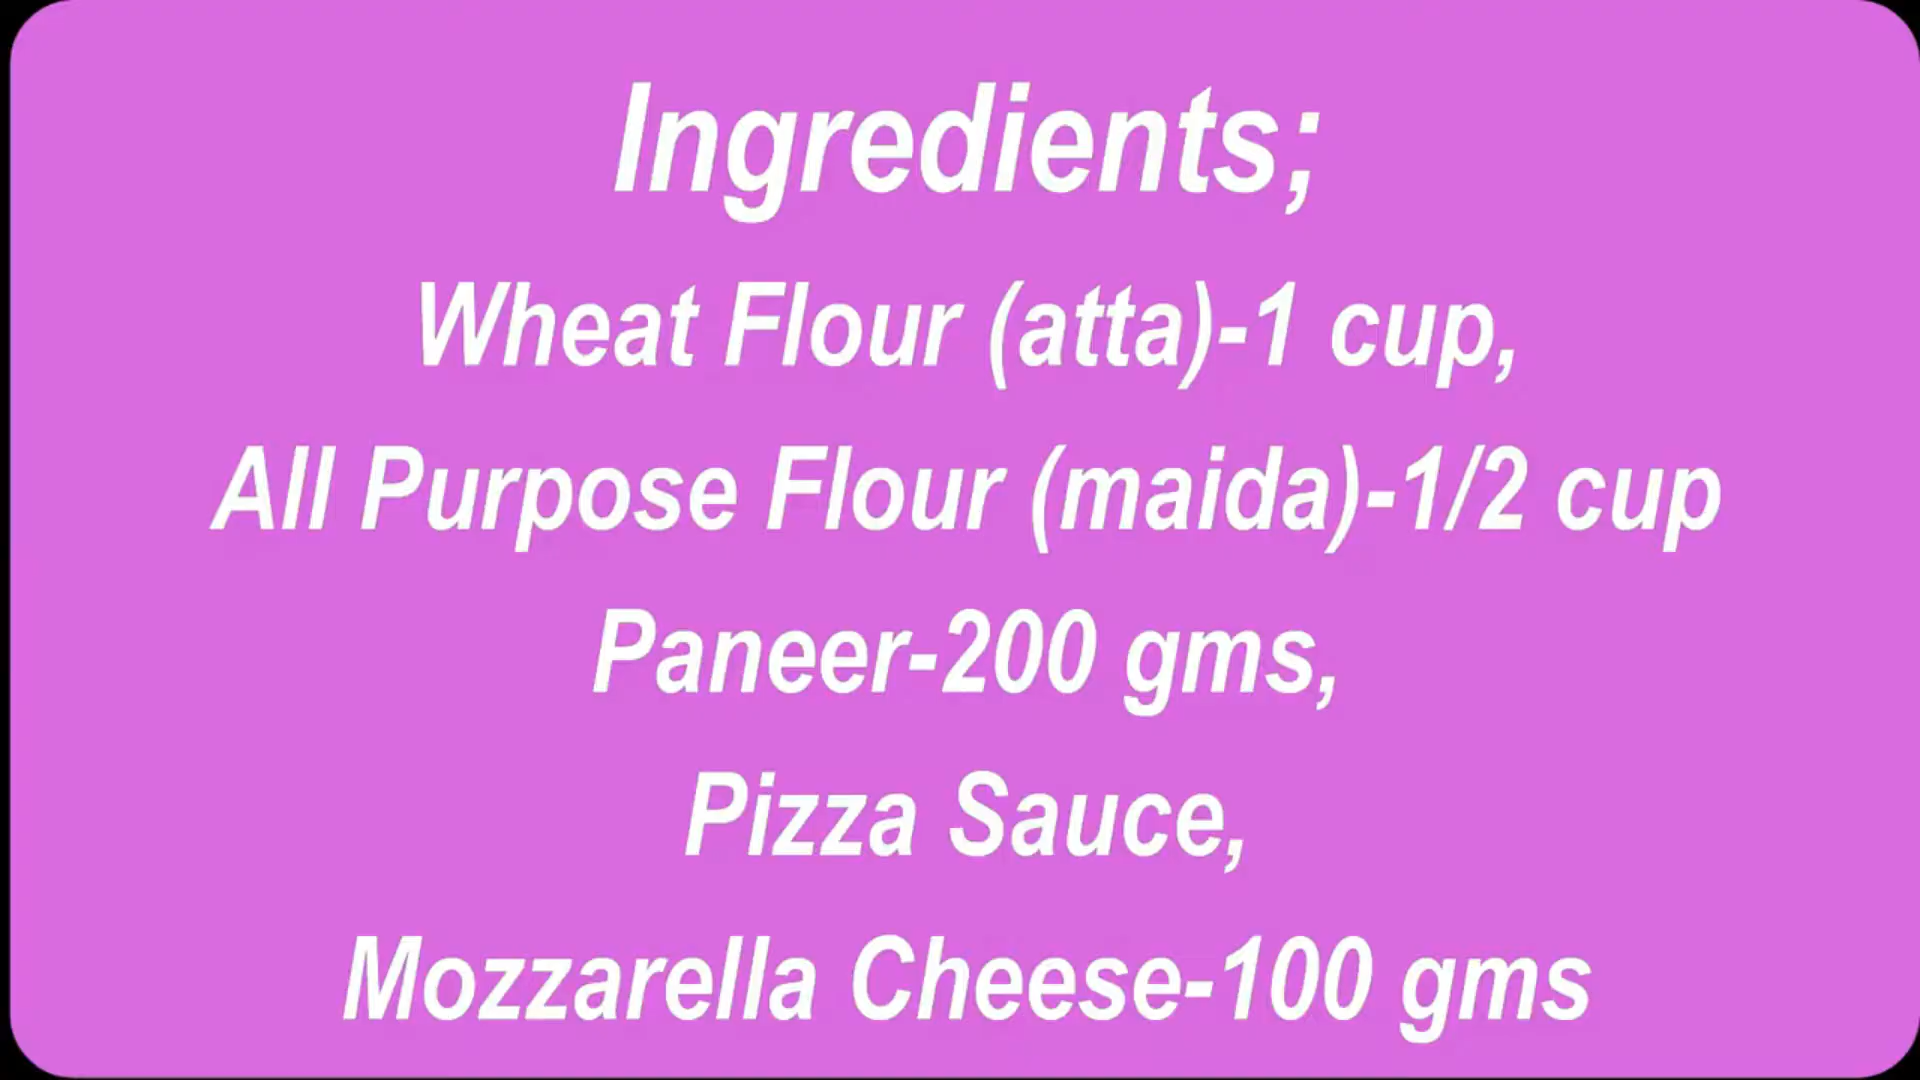 Ingredients;
Wheat Flour (atta)-1 cup,
All Purpose Flour (maida)-1/2 cup
Paneer-200 gms,
Pizza Sauce,
Mozzarella Cheese-100 gms